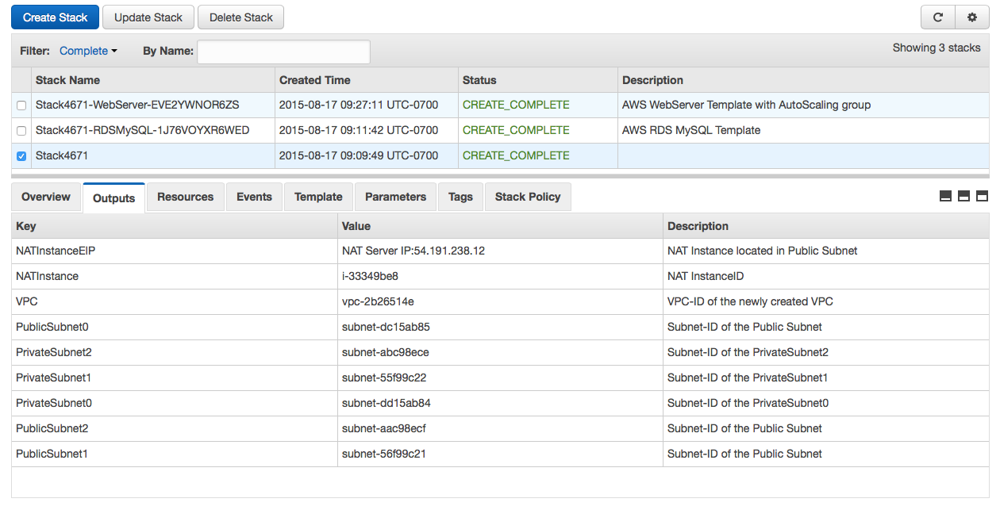 Create Stack Update Stack Delete Stack
Filter: Complete By Name: Showing 3 stacks
Stack Name Created Time Status Description
Stack4671-WebServer-EVE2YWNOR6ZS 2015-08-17 09:27:11 UTC-0700 CREATE_COMPLETE AWS WebServer Template with AutoScaling group
Stack4671-RDSMySQL-1J76VOYXR6WED 2015-08-17 09:11:42 UTC-0700 CREATE_COMPLETE AWS RDS MySQL Template
Stack4671 2015-08-17 09:09:49 UTC-0700 CREATE_COMPLETE
Overview Outputs Resources Events Template Parameters Tags Stack Policy
Key Value Description
NATInstanceEIP NAT Server IP:54.191.238.12 NAT Instance located in Public Subnet
NATInstance i-33349be8 NAT InstanceID
VPC vpc-2b26514e VPC-ID of the newly created VPC
PublicSubnet0 subnet-dc15ab85 Subnet-ID of the Public Subnet
PrivateSubnet2 subnet-abc98ece Subnet-ID of the PrivateSubnet2
PrivateSubnet1 subnet-55f99c22 Subnet-ID of the PrivateSubnet1
PrivateSubnet0 subnet-dd15ab84 Subnet-ID of the PrivateSubnet0
PublicSubnet2 subnet-aac98ecf Subnet-ID of the Public Subnet
PublicSubnet1 subnet-56f99c21 Subnet-ID of the Public Subnet